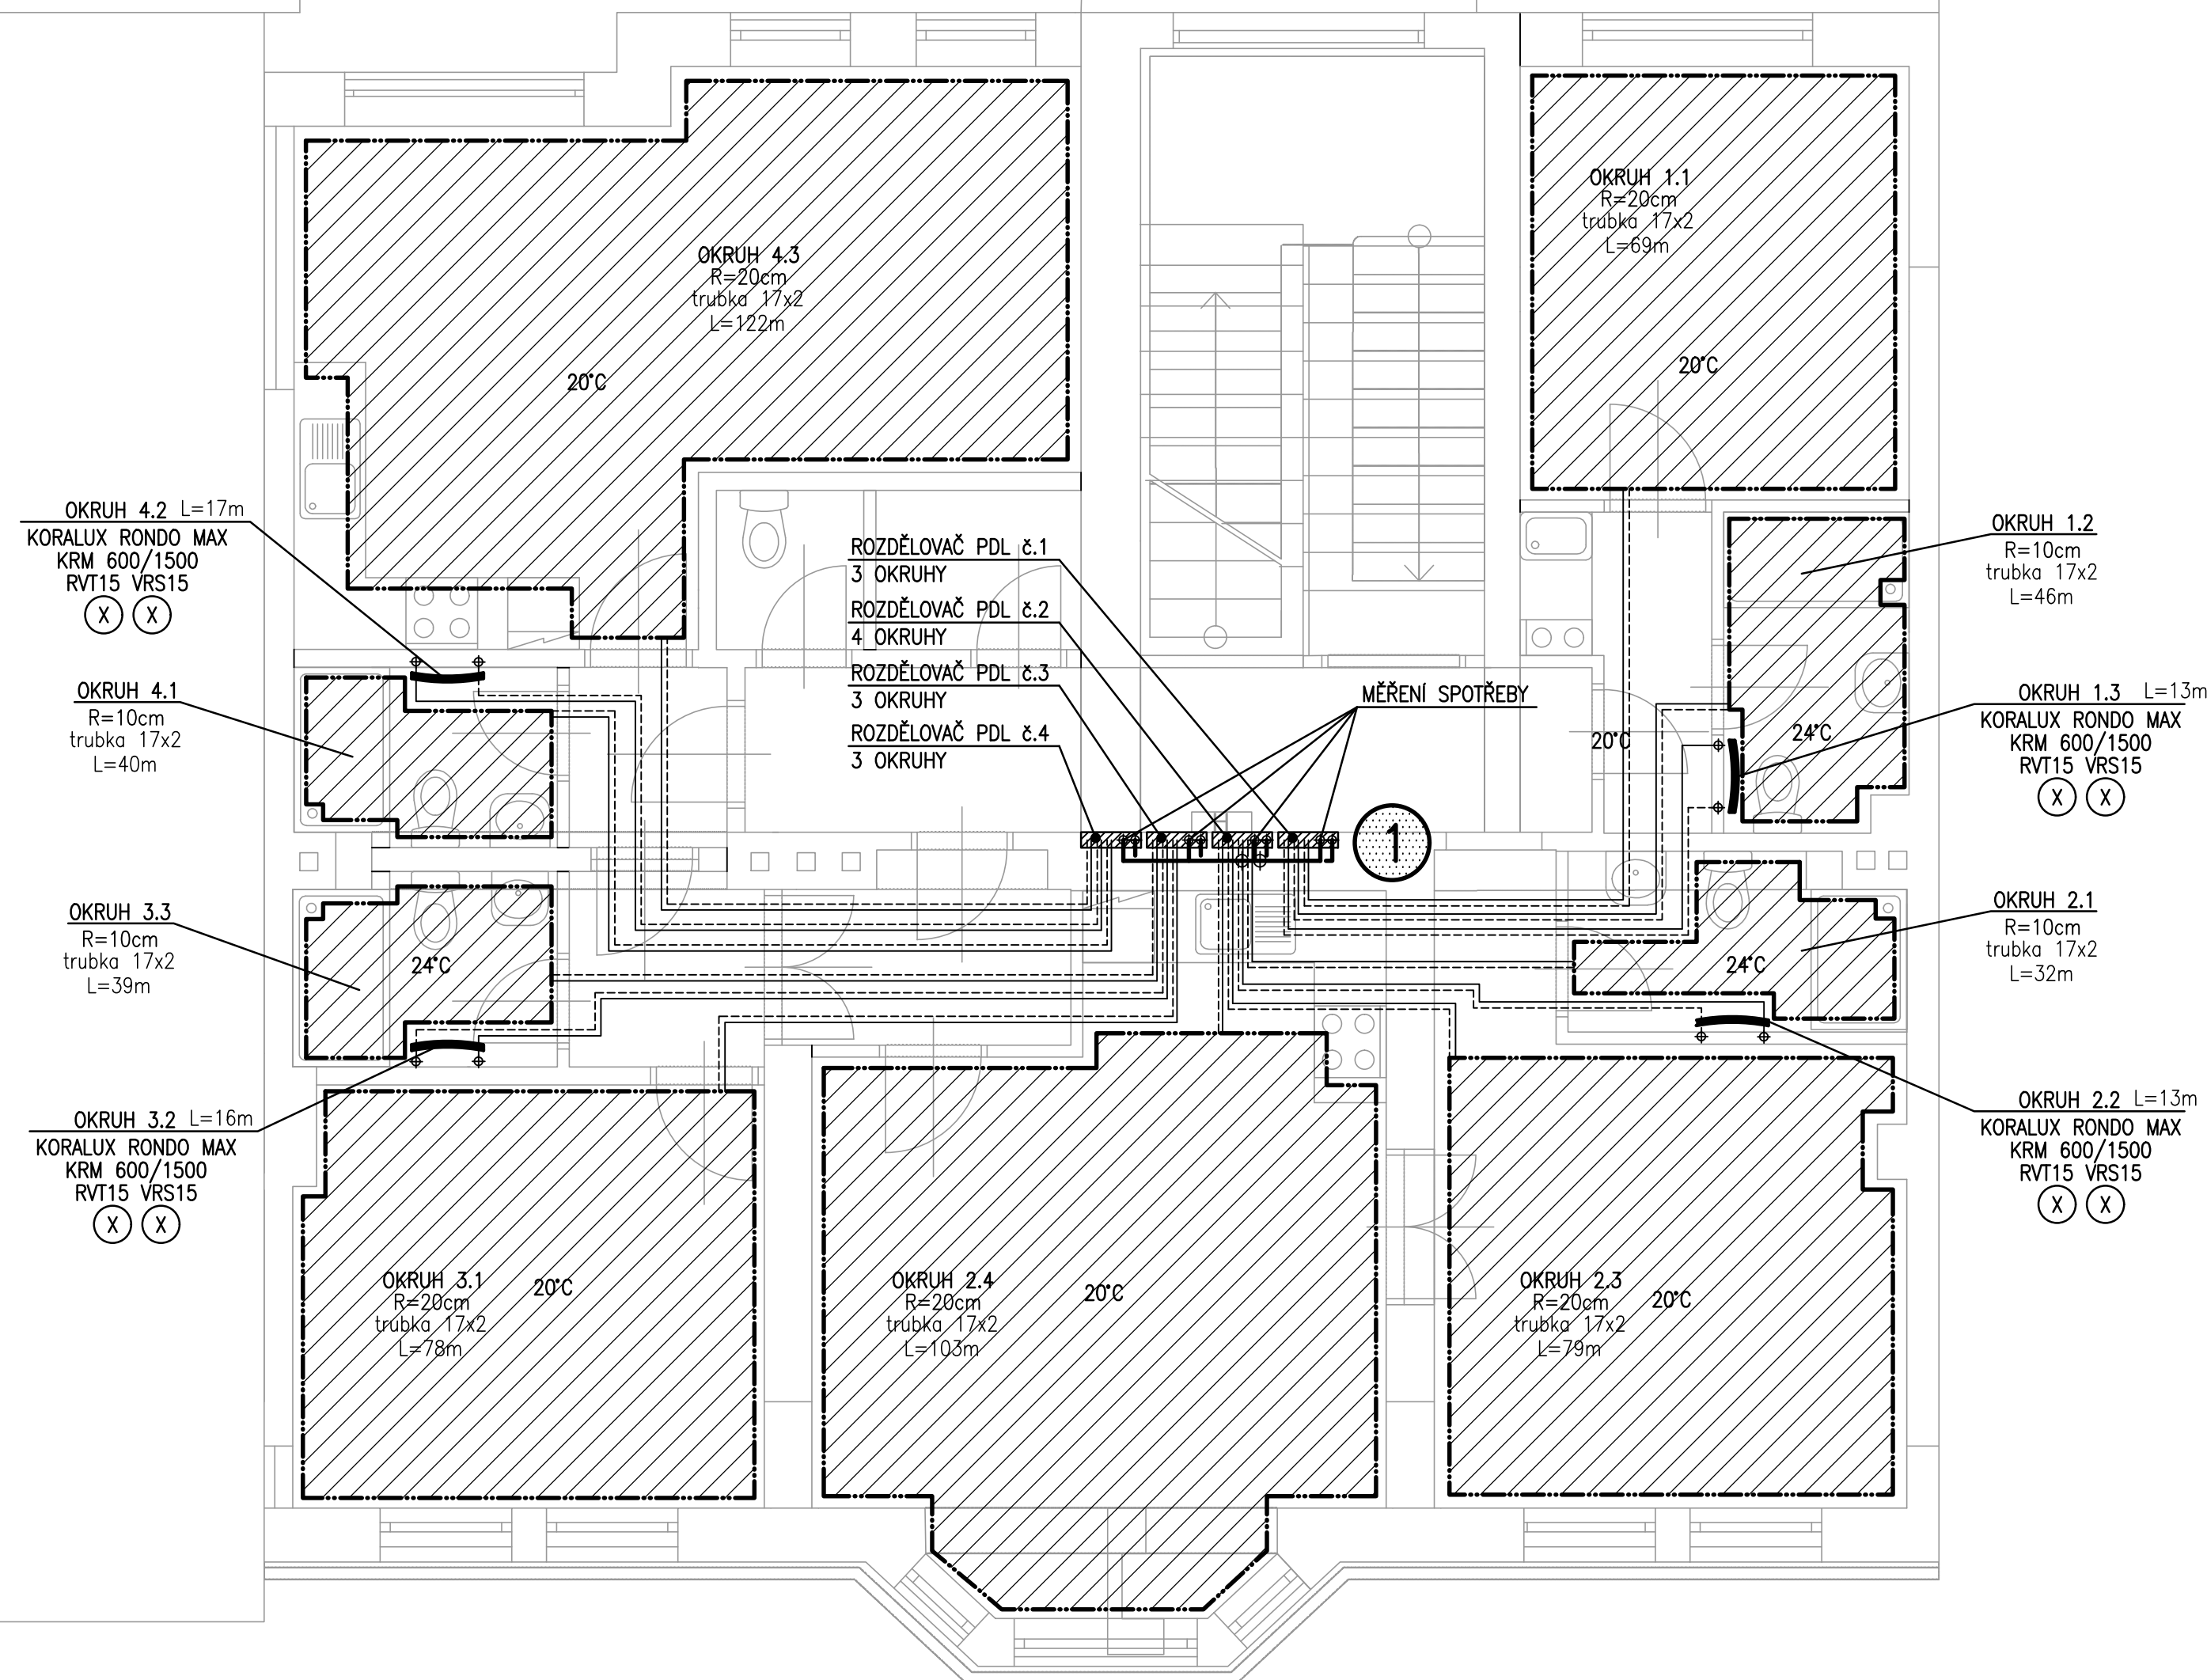 OKRUH 4.3
R=20cm
trubka 17x2
L=122m
20°C
OKRUH 1.1
R=20cm
trubka 17x2
L=69m
20°C
OKRUH 4.2 L=17m
KORALUX RONDO MAX
KRM 600/1500
RVT15 VRS15
X X
OKRUH 4.1
R=10cm
trubka 17x2
L=40m
ROZDĚLOVAČ PDL č.1
3 OKRUHY
ROZDĚLOVAČ PDL č.2
4 OKRUHY
ROZDĚLOVAČ PDL č.3
3 OKRUHY
ROZDĚLOVAČ PDL č.4
3 OKRUHY
MĚŘENÍ SPOTŘEBY
1
20°C
24°C
OKRUH 1.2
R=10cm
trubka 17x2
L=46m
OKRUH 1.3 L=13m
KORALUX RONDO MAX
KRM 600/1500
RVT15 VRS15
X X
OKRUH 3.3
R=10cm
trubka 17x2
L=39m
24°C
24°C
OKRUH 2.1
R=10cm
trubka 17x2
L=32m
OKRUH 3.2 L=16m
KORALUX RONDO MAX
KRM 600/1500
RVT15 VRS15
X X
OKRUH 2.2 L=13m
KORALUX RONDO MAX
KRM 600/1500
RVT15 VRS15
X X
OKRUH 3.1
R=20cm
trubka 17x2
L=78m
20°C
OKRUH 2.4
R=20cm
trubka 17x2
L=103m
20°C
OKRUH 2.3
R=20cm
trubka 17x2
L=79m
20°C